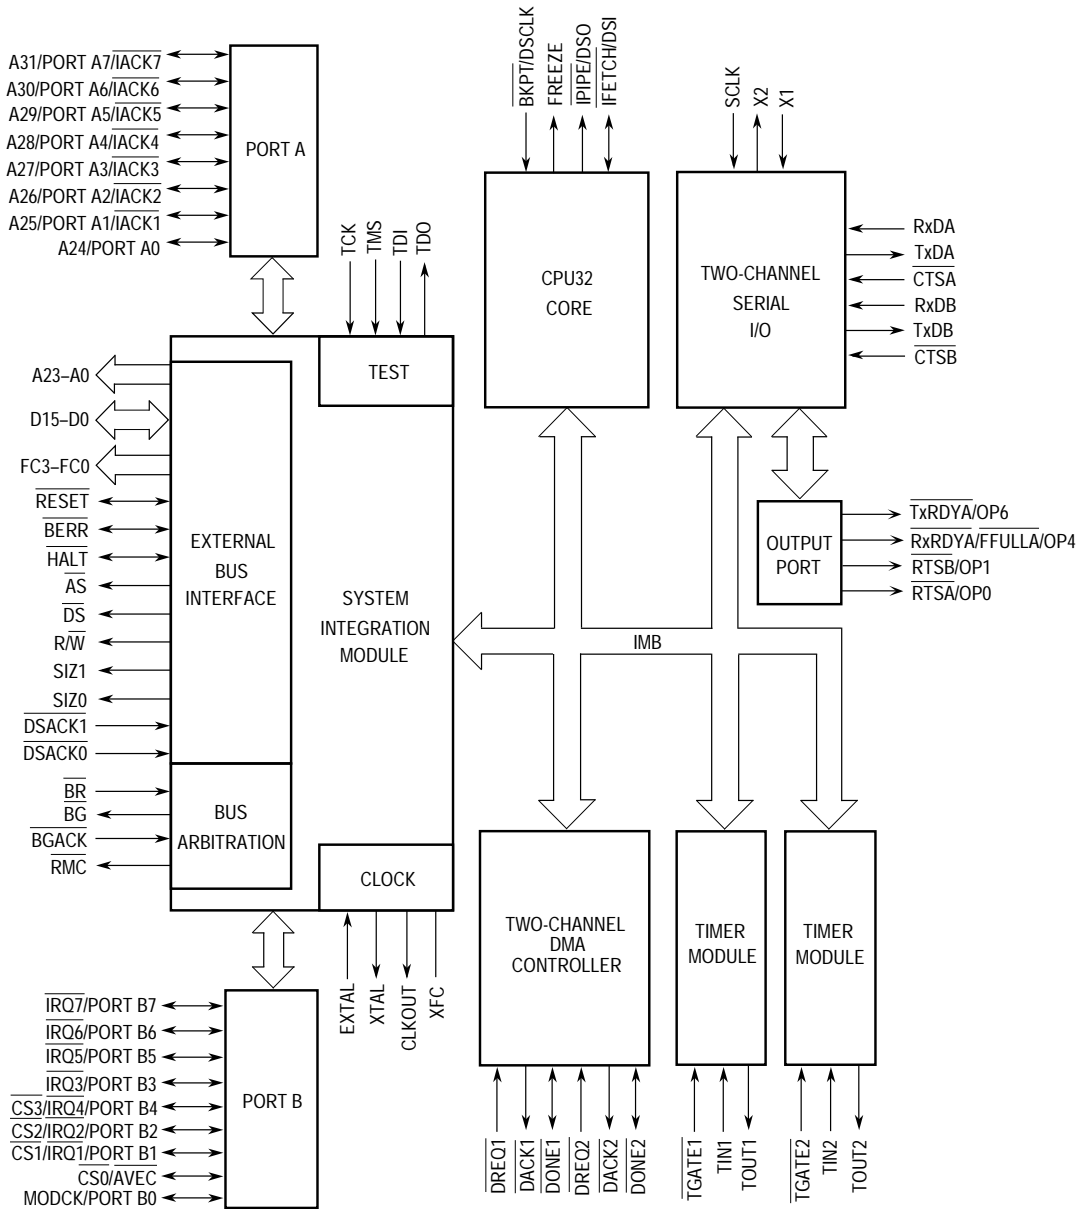 A31/PORT A7/IACK7
A30/PORT A6/IACK6
A29/PORT A5/IACK5
A28/PORT A4/IACK4
A27/PORT A3/IACK3
A26/PORT A2/IACK2
A25/PORT A1/IACK1
A24/PORT A0
PORT A
TCK
TMS
TDI
TDO
BKPT/DSCLK
FREEZE
IPIPE/DSO
IFETCH/DSI
SCLK
X2
X1
CPU32
CORE
TWO-CHANNEL
SERIAL
I/O
RxDA
TxDA
CTSA
RxDB
TxDB
CTSB
TEST
A23–A0
D15–D0
FC3–FC0
RESET
BERR
HALT
AS
DS
R/W
SIZ1
SIZ0
DSACK1
DSACK0
BR
BG
BGACK
RMC
EXTERNAL
BUS
INTERFACE
BUS
ARBITRATION
SYSTEM
INTEGRATION
MODULE
CLOCK
IMB
OUTPUT
PORT
TxRDYA/OP6
RxRDYA/FFULLA/OP4
RTSB/OP1
RTSA/OP0
EXTAL
XTAL
CLKOUT
XFC
TWO-CHANNEL
DMA
CONTROLLER
TIMER
MODULE
TIMER
MODULE
IRQ7/PORT B7
IRQ6/PORT B6
IRQ5/PORT B5
IRQ3/PORT B3
CS3/IRQ4/PORT B4
CS2/IRQ2/PORT B2
CS1/IRQ1/PORT B1
CS0/AVEC
MODCK/PORT B0
PORT B
DREQ1
DACK1
DONE1
DREQ2
DACK2
DONE2
TGATE1
TIN1
TOUT1
TGATE2
TIN2
TOUT2